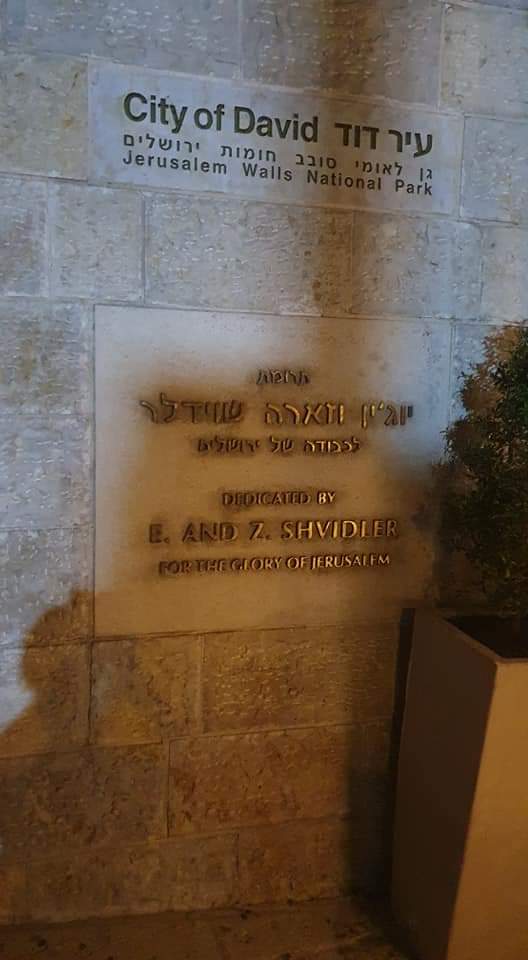 City of David עיר דוד
גן לאומי סובב חומות ירושלים
Jerusalem Walls National Park
תרומת
יוג'ין וזארה שוידלר
לכבודה של ירושלים
DEDICATED BY
E. AND Z. SHVIDLER
FOR THE GLORY OF JERUSALEM